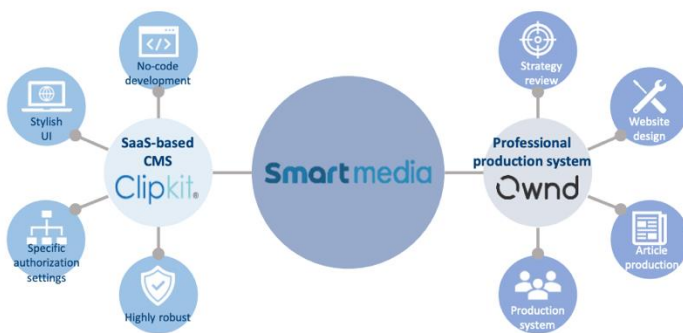 No-code
development
Stylish
UI
SaaS-based
CMS
Clipkit®
Specific
authorization
settings
Highly robust
Smartmedia
Strategy
review
Professional
production system
Ownd
Website
design
Article
production
Production
system